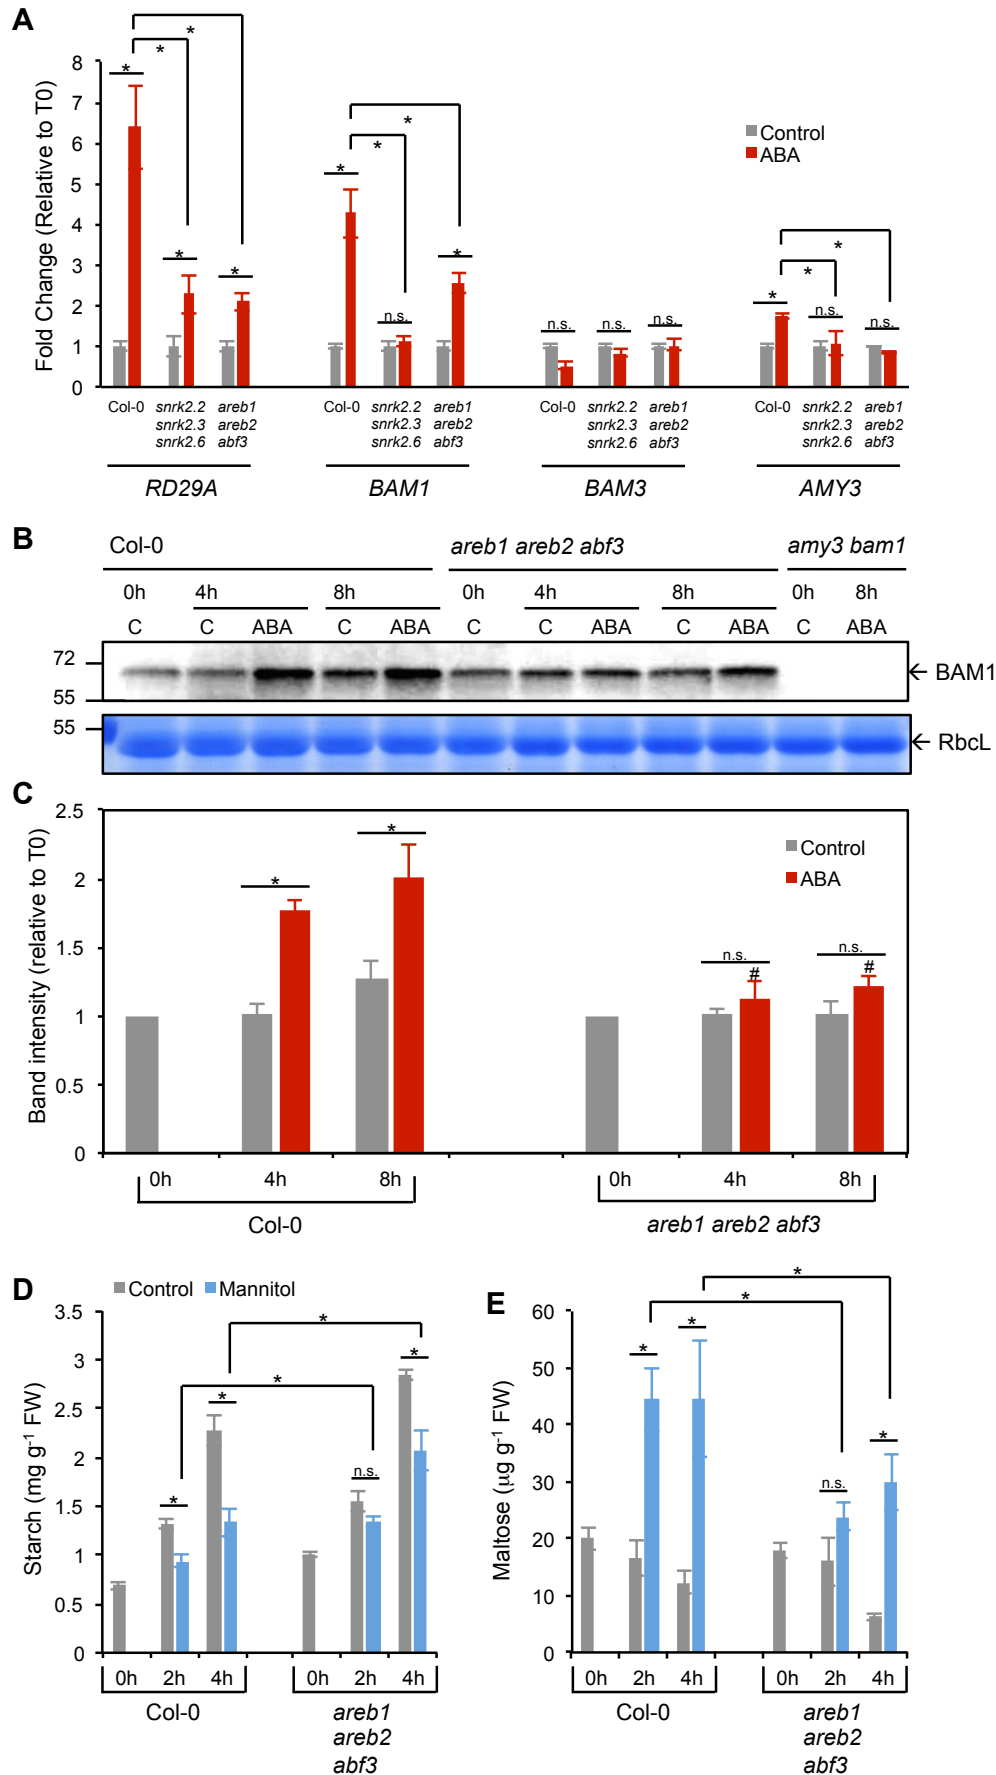 A
Fold Change (Relative to T0)
8
7
6
5
4
3
2
1
0
* * *
* *
Control
ABA
* * *
* n.s. *
n.s. n.s. n.s.
* *
* n.s. n.s.
Col-0 snrk2.2 areb1 Col-0 snrk2.2 areb1 Col-0 snrk2.2 areb1 Col-0 snrk2.2 areb1
snrk2.3 areb2 snrk2.3 areb2 snrk2.3 areb2 snrk2.3 areb2
snrk2.6 abf3 snrk2.6 abf3 snrk2.6 abf3 snrk2.6 abf3
RD29A BAM1 BAM3 AMY3
B
Col-0 areb1 areb2 abf3 amy3 bam1
0h 4h 8h 0h 4h 8h 0h 8h
C C ABA C ABA C C ABA C ABA C ABA
72
55
← BAM1
55
← RbcL
C
Band intensity (relative to T0)
2.5
2
1.5
1
0.5
0
Control
ABA
* *
n.s. n.s.
# #
0h 4h 8h 0h 4h 8h
Col-0 areb1 areb2 abf3
D
Control Mannitol
Starch (mg g-1 FW)
3.5
3
2.5
2
1.5
1
0.5
0
*
*
* * n.s. *
0h 2h 4h 0h 2h 4h
Col-0 areb1
areb2
abf3
E
Maltose (µg g-1 FW)
60
50
40
30
20
10
0
*
*
* * n.s. *
0h 2h 4h 0h 2h 4h
Col-0 areb1
areb2
abf3